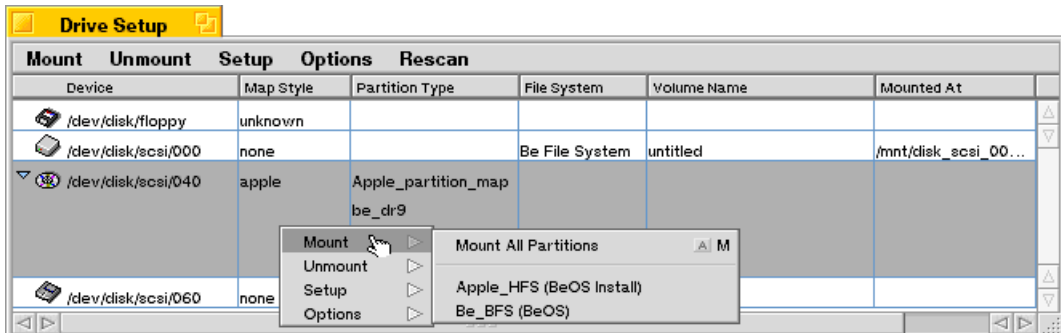 Drive Setup
Mount Unmount Setup Options Rescan
Device Map Style Partition Type File System Volume Name Mounted At
/dev/disk/floppy unknown
/dev/disk/scsi/000 none Be File System untitled /mnt/disk_scsi_00...
/dev/disk/scsi/040 apple Apple_partition_map
be_dr9
Mount Mount All Partitions A M
Unmount
Setup Apple_HFS (BeOS Install)
Options Be_BFS (BeOS)
/dev/disk/scsi/060 none